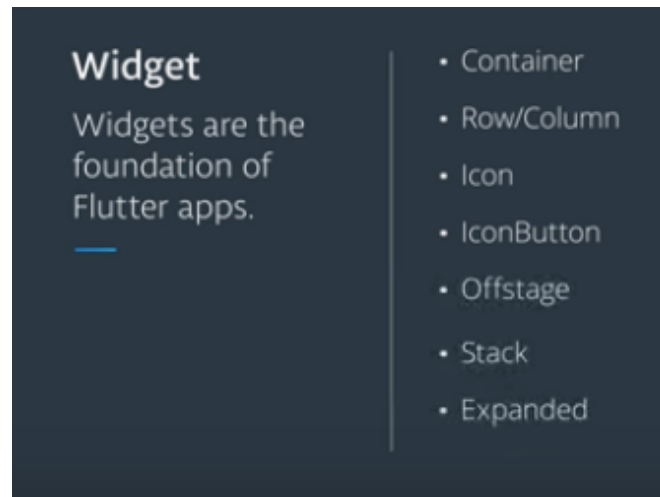 Widget
Widgets are the
foundation of
Flutter apps.
• Container
• Row/Column
• Icon
• IconButton
• Offstage
• Stack
• Expanded